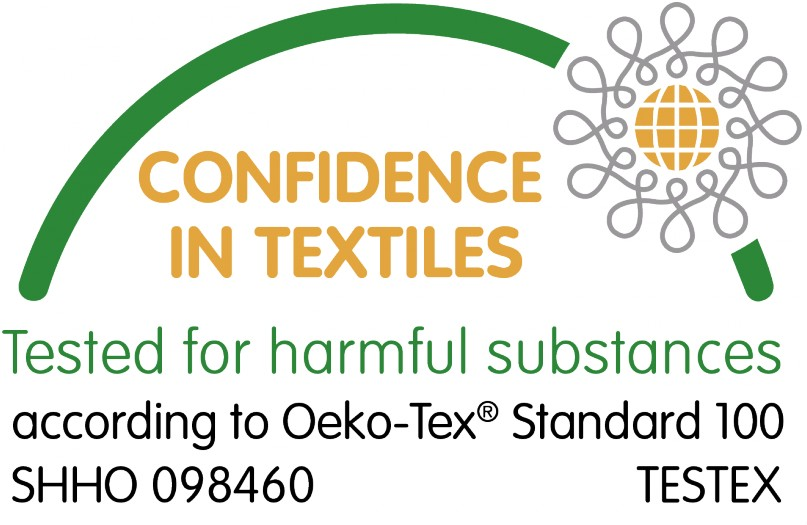 CONFIDENCE
IN TEXTILES
Tested for harmful substances
according to Oeko-Tex® Standard 100
SHHO 098460 TESTEX